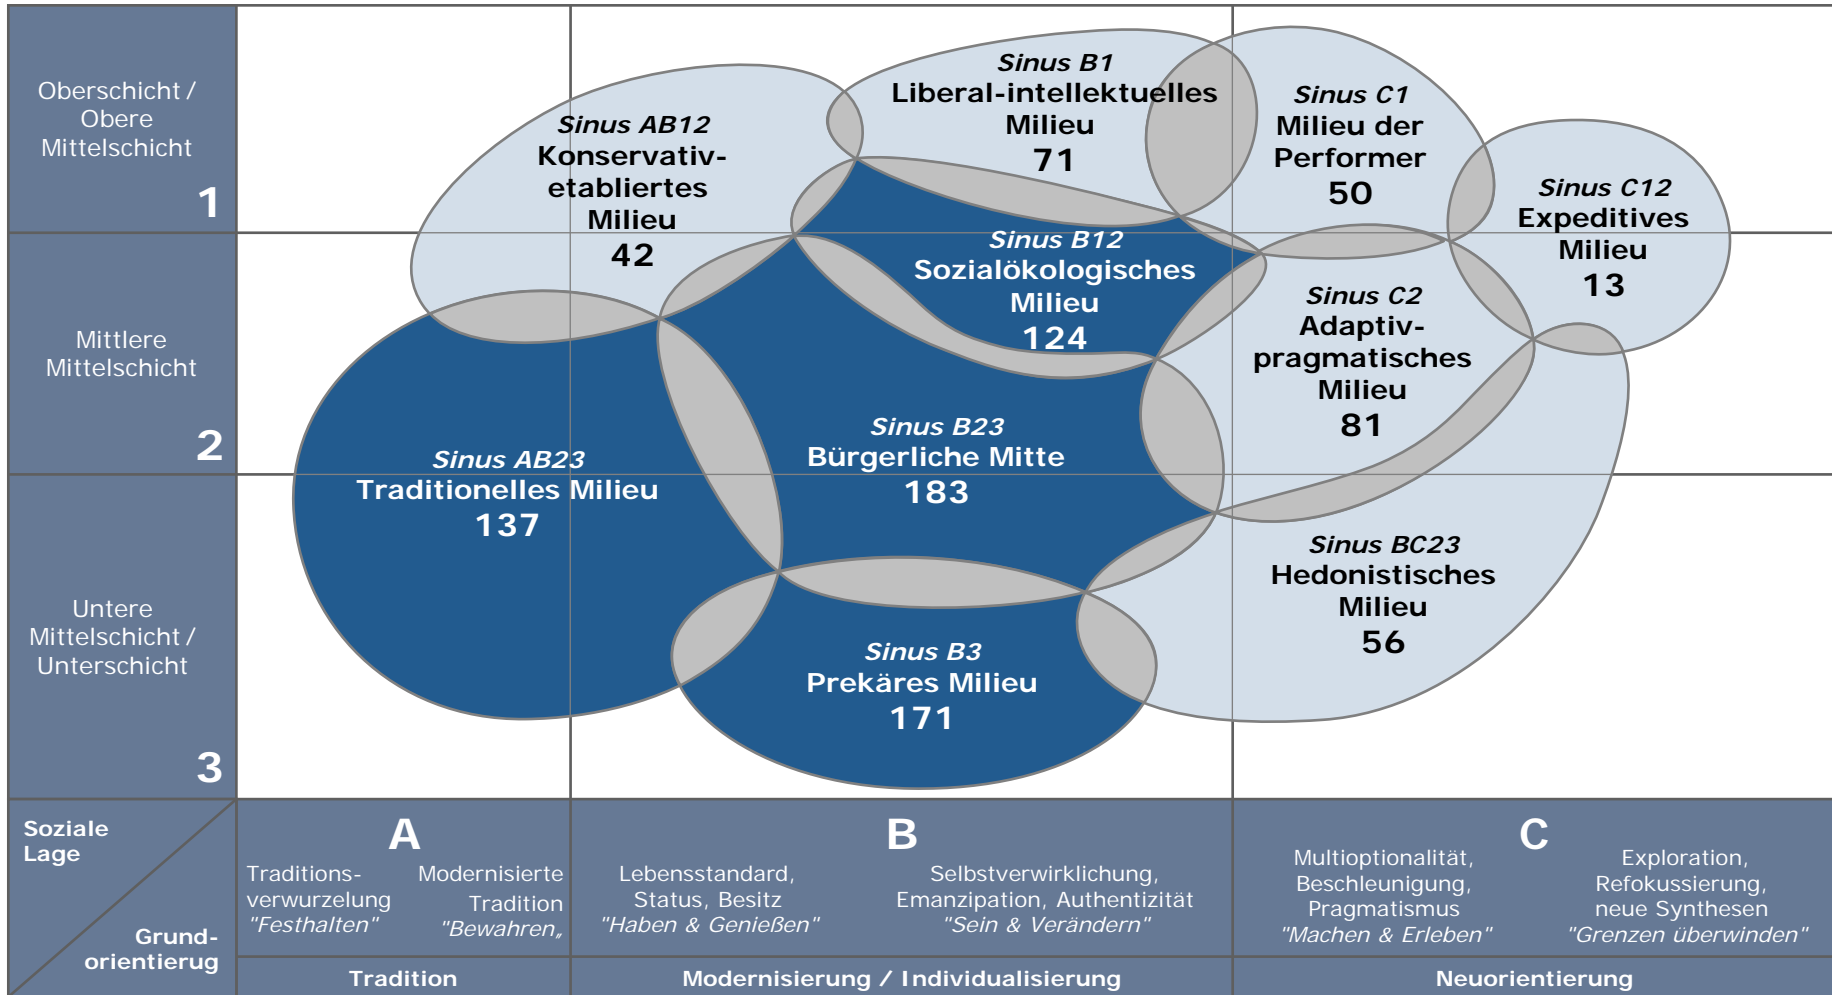 Oberschicht /
Obere
Mittelschicht
1
Mittlere
Mittelschicht
2
Untere
Mittelschicht /
Unterschicht
3
Sinus AB12
Konservativ-
etabliertes
Milieu
42
Sinus B1
Liberal-intellektuelles
Milieu
71
Sinus C1
Milieu der
Performer
50
Sinus C12
Expeditives
Milieu
13
Sinus B12
Sozialökologisches
Milieu
124
Sinus C2
Adaptiv-
pragmatisches
Milieu
81
Sinus AB23
Traditionelles Milieu
137
Sinus B23
Bürgerliche Mitte
183
Sinus BC23
Hedonistisches
Milieu
56
Sinus B3
Prekäres Milieu
171
Soziale
Lage
Grund-
orientierug
A
Traditions-
verwurzelung
"Festhalten"
Modernisierte
Tradition
"Bewahren„
B
Lebensstandard,
Status, Besitz
"Haben & Genießen"
Selbstverwirklichung,
Emanzipation, Authentizität
"Sein & Verändern"
C
Multioptionalität,
Beschleunigung,
Pragmatismus
"Machen & Erleben"
Exploration,
Refokussierung,
neue Synthesen
"Grenzen überwinden"
Tradition
Modernisierung / Individualisierung
Neuorientierung